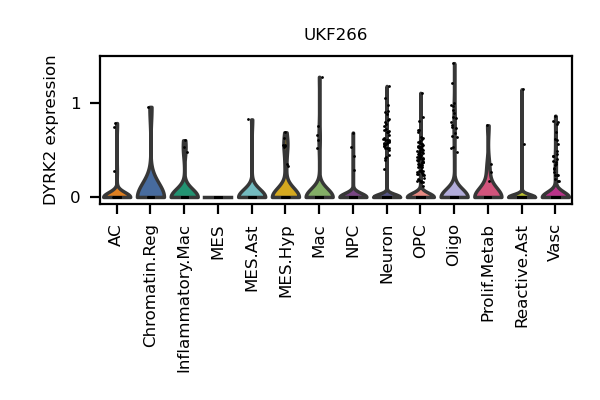 UKF266
DYRK2 expression
1
0
AC
Chromatin.Reg
Inflammatory.Mac
MES
MES.Ast
MES.Hyp
Mac
NPC
Neuron
OPC
Oligo
Prolif.Metab
Reactive.Ast
Vasc